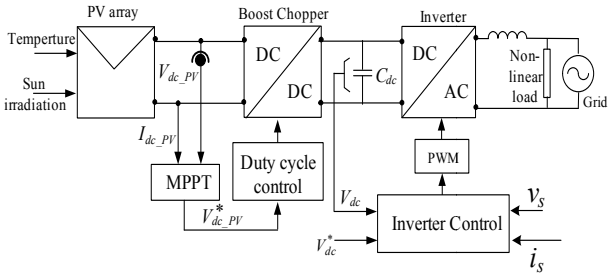 PV array
Boost Chopper
Inverter
Temperture
Sun
irradiation
V_dc_PV
I_dc_PV
DC
DC
C_dc
DC
AC
Non-
linear
load
Grid
MPPT
Duty cycle
control
V*_dc_PV
PWM
V_dc
V*_dc
Inverter Control
v_s
i_s